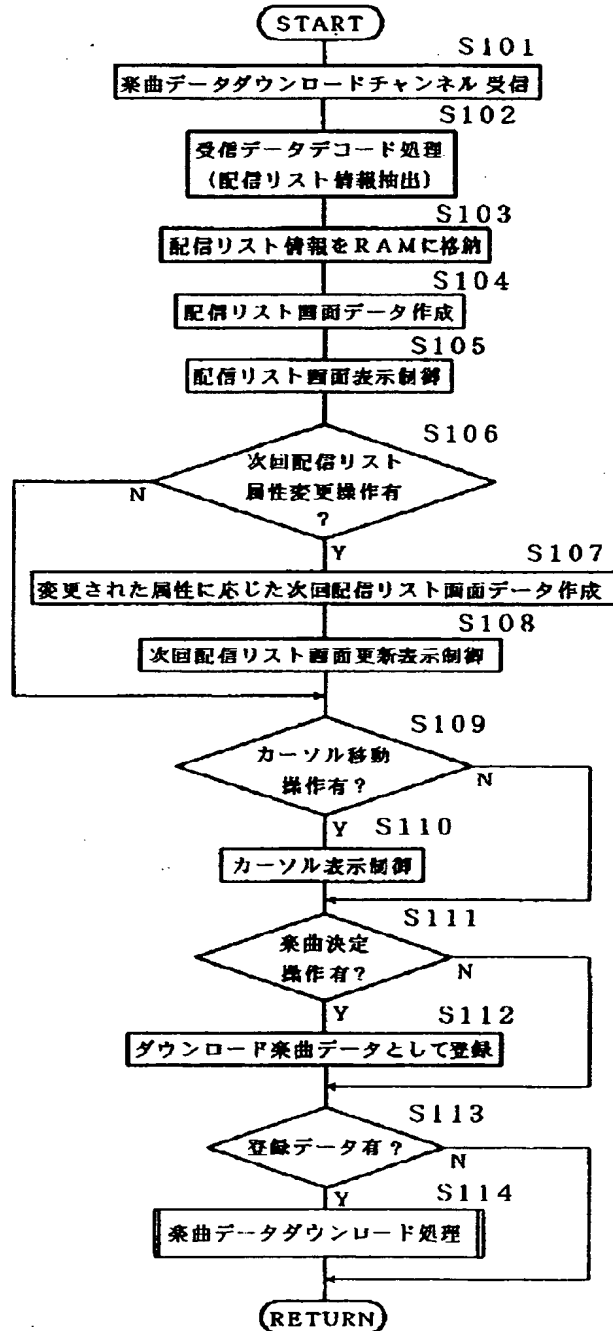 START
S101
楽曲データダウンロードチャンネル受信
S102
受信データデコード処理
(配信リスト情報抽出)
S103
配信リスト情報をRAMに格納
S104
配信リスト画面データ作成
S105
配信リスト画面表示制御
S106
次回配信リスト
属性変更操作有
?
N
Y
S107
変更された属性に応じた次回配信リスト画面データ作成
S108
次回配信リスト画面更新表示制御
S109
カーソル移動
操作有?
N
Y
S110
カーソル表示制御
S111
楽曲決定
操作有?
N
Y
S112
ダウンロード楽曲データとして登録
S113
登録データ有?
N
Y
S114
楽曲データダウンロード処理
RETURN